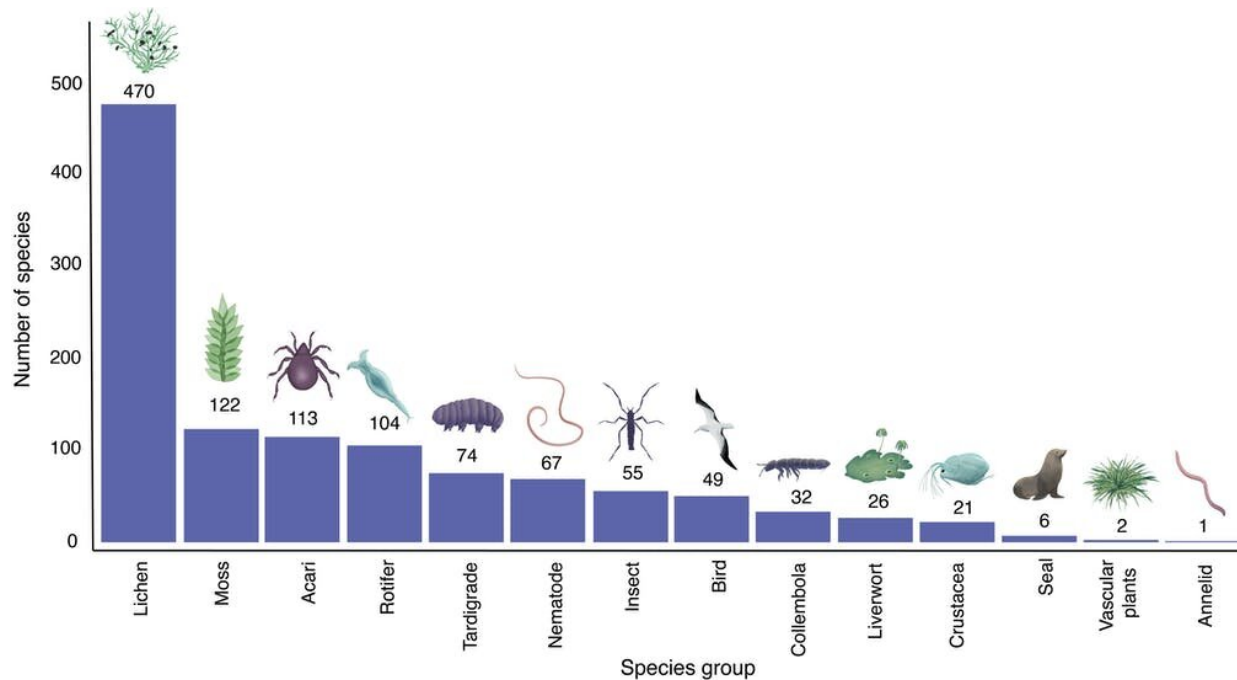 Number of species
500
400
300
200
100
0
470
122
113
104
74
67
55
49
32
26
21
6
2
1
Lichen
Moss
Acari
Rotifer
Tardigrade
Nematode
Insect
Bird
Collembola
Liverwort
Crustacea
Seal
Vascular
plants
Annelid
Species group